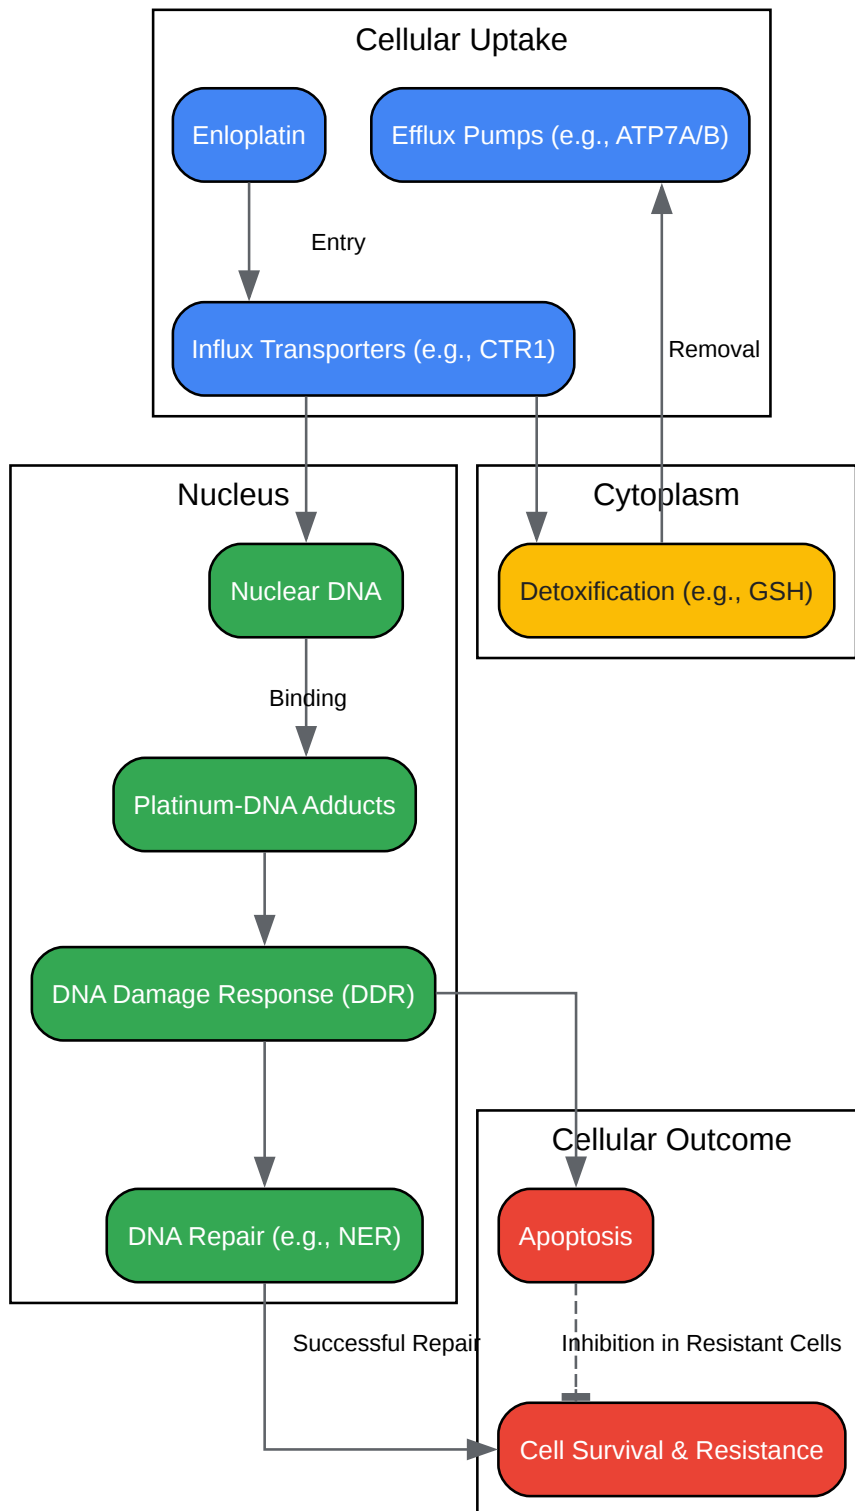 Cellular Uptake
Enloplatin
Efflux Pumps (e.g., ATP7A/B)
Entry
Influx Transporters (e.g., CTR1)
Removal
Nucleus
Cytoplasm
Nuclear DNA
Detoxification (e.g., GSH)
Binding
Platinum-DNA Adducts
DNA Damage Response (DDR)
Cellular Outcome
DNA Repair (e.g., NER)
Apoptosis
Successful Repair
Inhibition in Resistant Cells
Cell Survival & Resistance